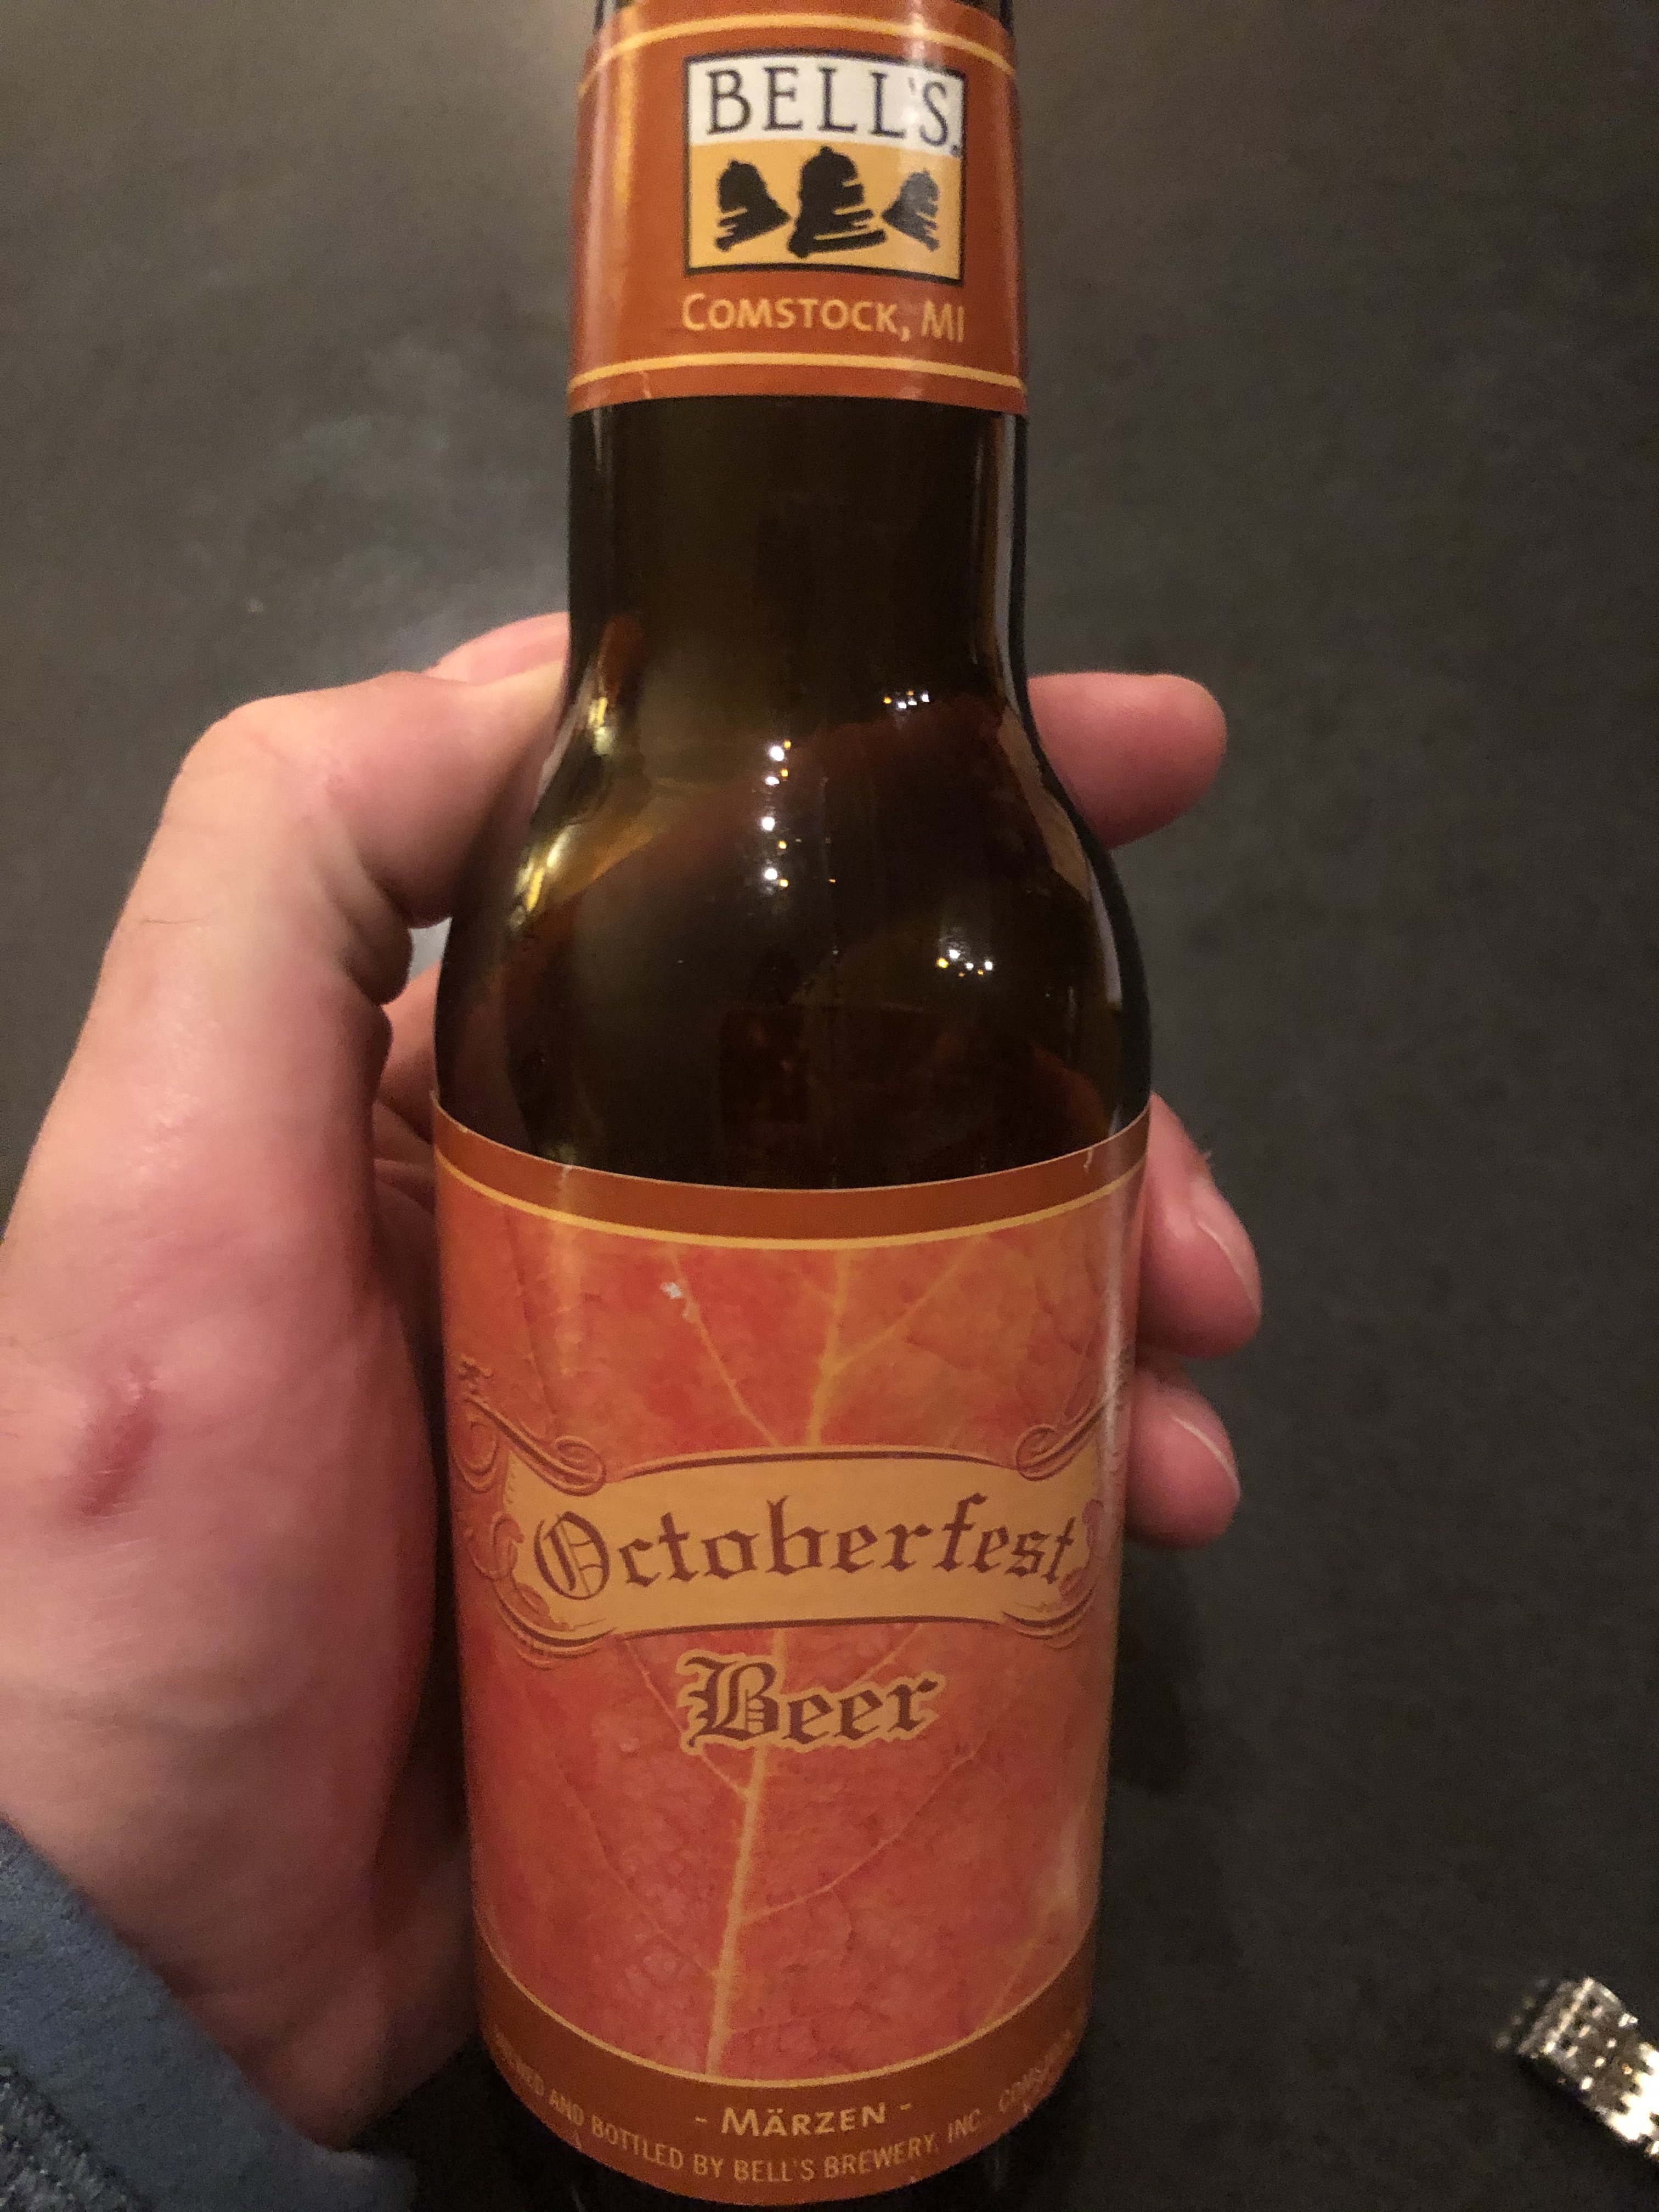 BELL'S
COMSTOCK, MI
Octoberfest
Beer
- MÄRZEN -
AND BOTTLED BY BELL'S BREWERY, INC.,